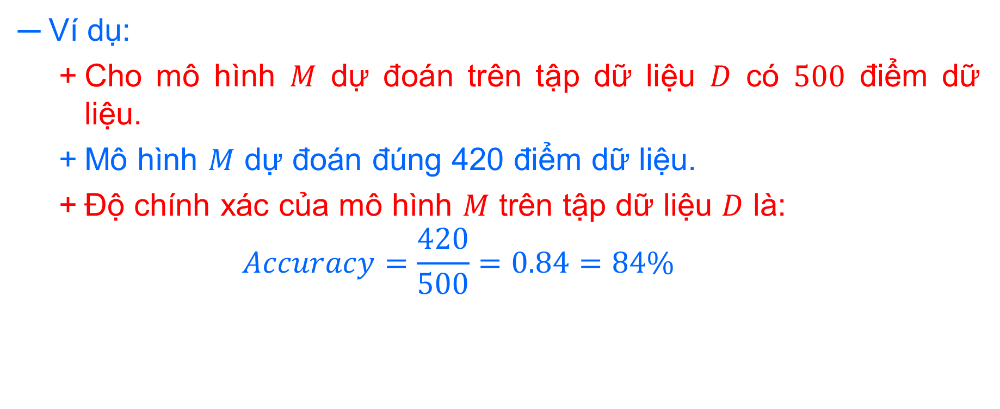 — Ví dụ:
+ Cho mô hình M dự đoán trên tập dữ liệu D có 500 điểm dữ
liệu.
+ Mô hình M dự đoán đúng 420 điểm dữ liệu.
+ Độ chính xác của mô hình M trên tập dữ liệu D là:
Accuracy = 420/500 = 0.84 = 84%